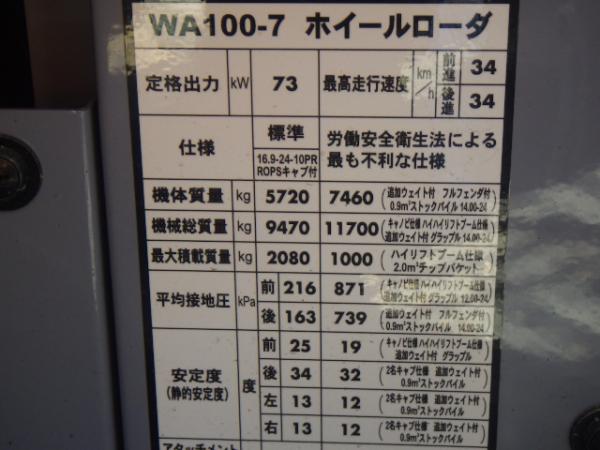 WA100-7 ホイールローダ
定格出力 kW 73 最高走行速度 km/h 前進 34
後進 34
仕様 標準 16.9-24-10PR ROPSキャブ付 労働安全衛生法による最も不利な仕様
機体質量 kg 5720 7460 (追加ウェイト付 フルフェンダ付 0.9m³ストックパイル 14.00-24)
機械総質量 kg 9470 11700 (キャノピ仕様 ハイハイリフトブーム仕様 追加ウェイト付 グラップル 14.00-24)
最大積載質量 kg 2080 1000 (ハイリフトブーム仕様 2.0m³チップバケット)
平均接地圧 kPa 前 216 871 (キャノピ仕様 ハイハイリフトブーム仕様 追加ウェイト付 グラップル 12.00-24)
後 163 739 (追加ウェイト付 フルフェンダ付 0.9m³ストックパイル 14.00-24)
安定度 (静的安定度) 度 前 25 19 (キャノピ仕様 ハイハイリフトブーム仕様 追加ウェイト付 グラップル)
後 34 32 (2名キャブ仕様 追加ウェイト付 0.9m³ストックパイル)
左 13 12 (2名キャブ仕様 追加ウェイト付 0.9m³ストックパイル)
右 13 12 (2名キャブ仕様 追加ウェイト付 0.9m³ストックパイル)
アタッチメント